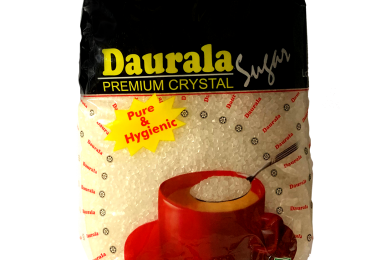 Daurala
Sugar
PREMIUM CRYSTAL
Pure
&
Hygienic